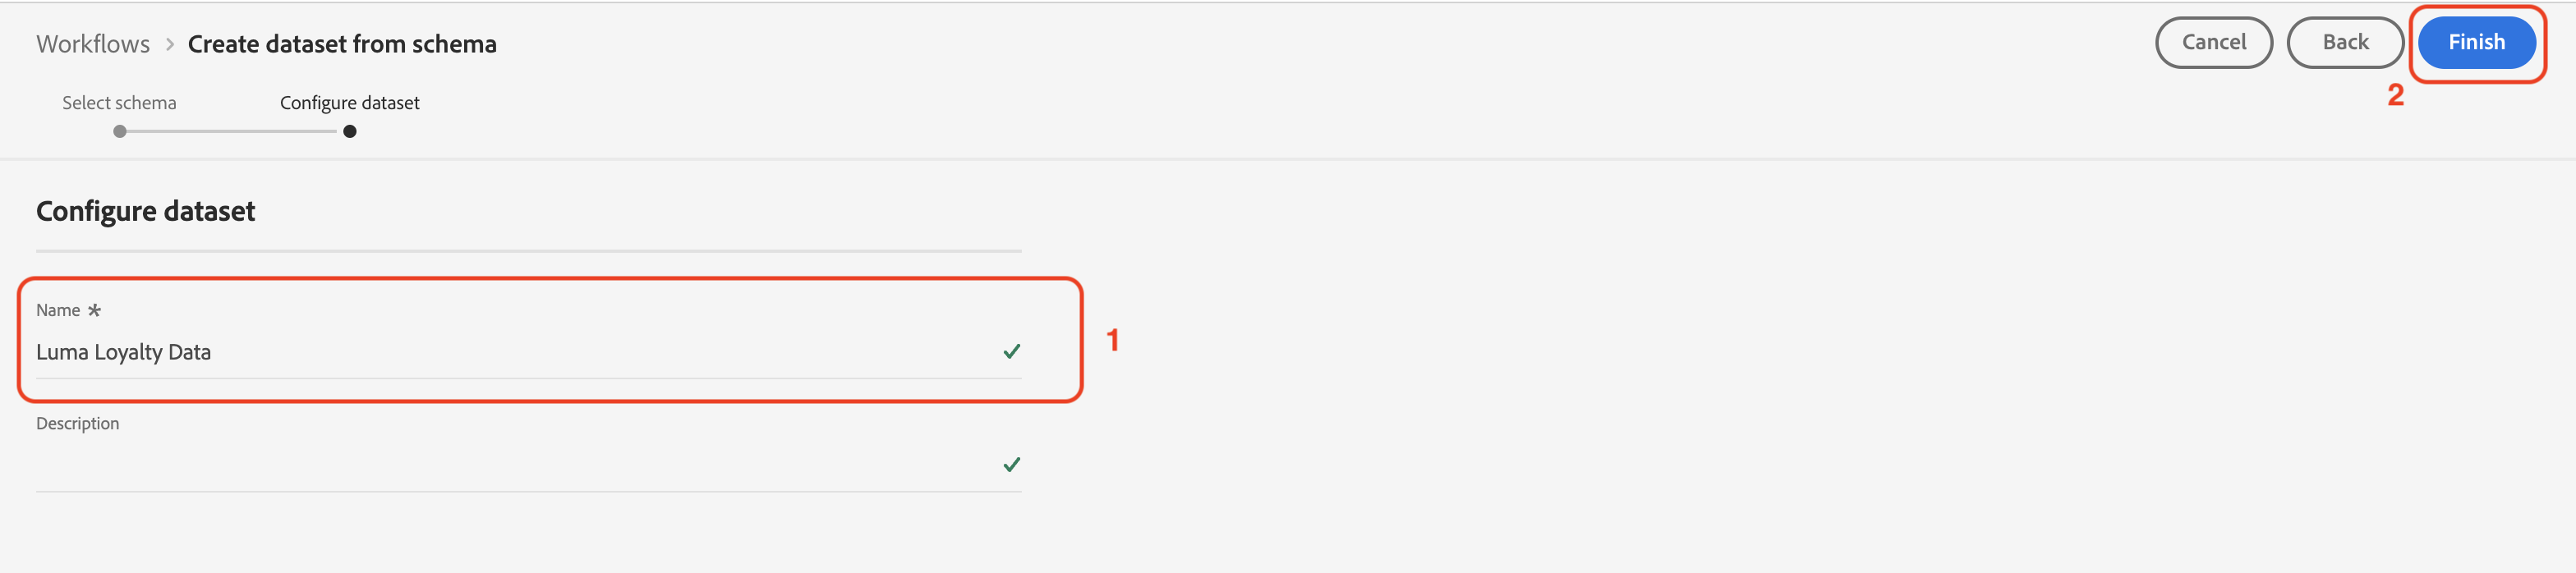 Workflows > Create dataset from schema
Cancel
Back
Finish
2
Select schema
Configure dataset
Configure dataset
Name *
Luma Loyalty Data
1
Description